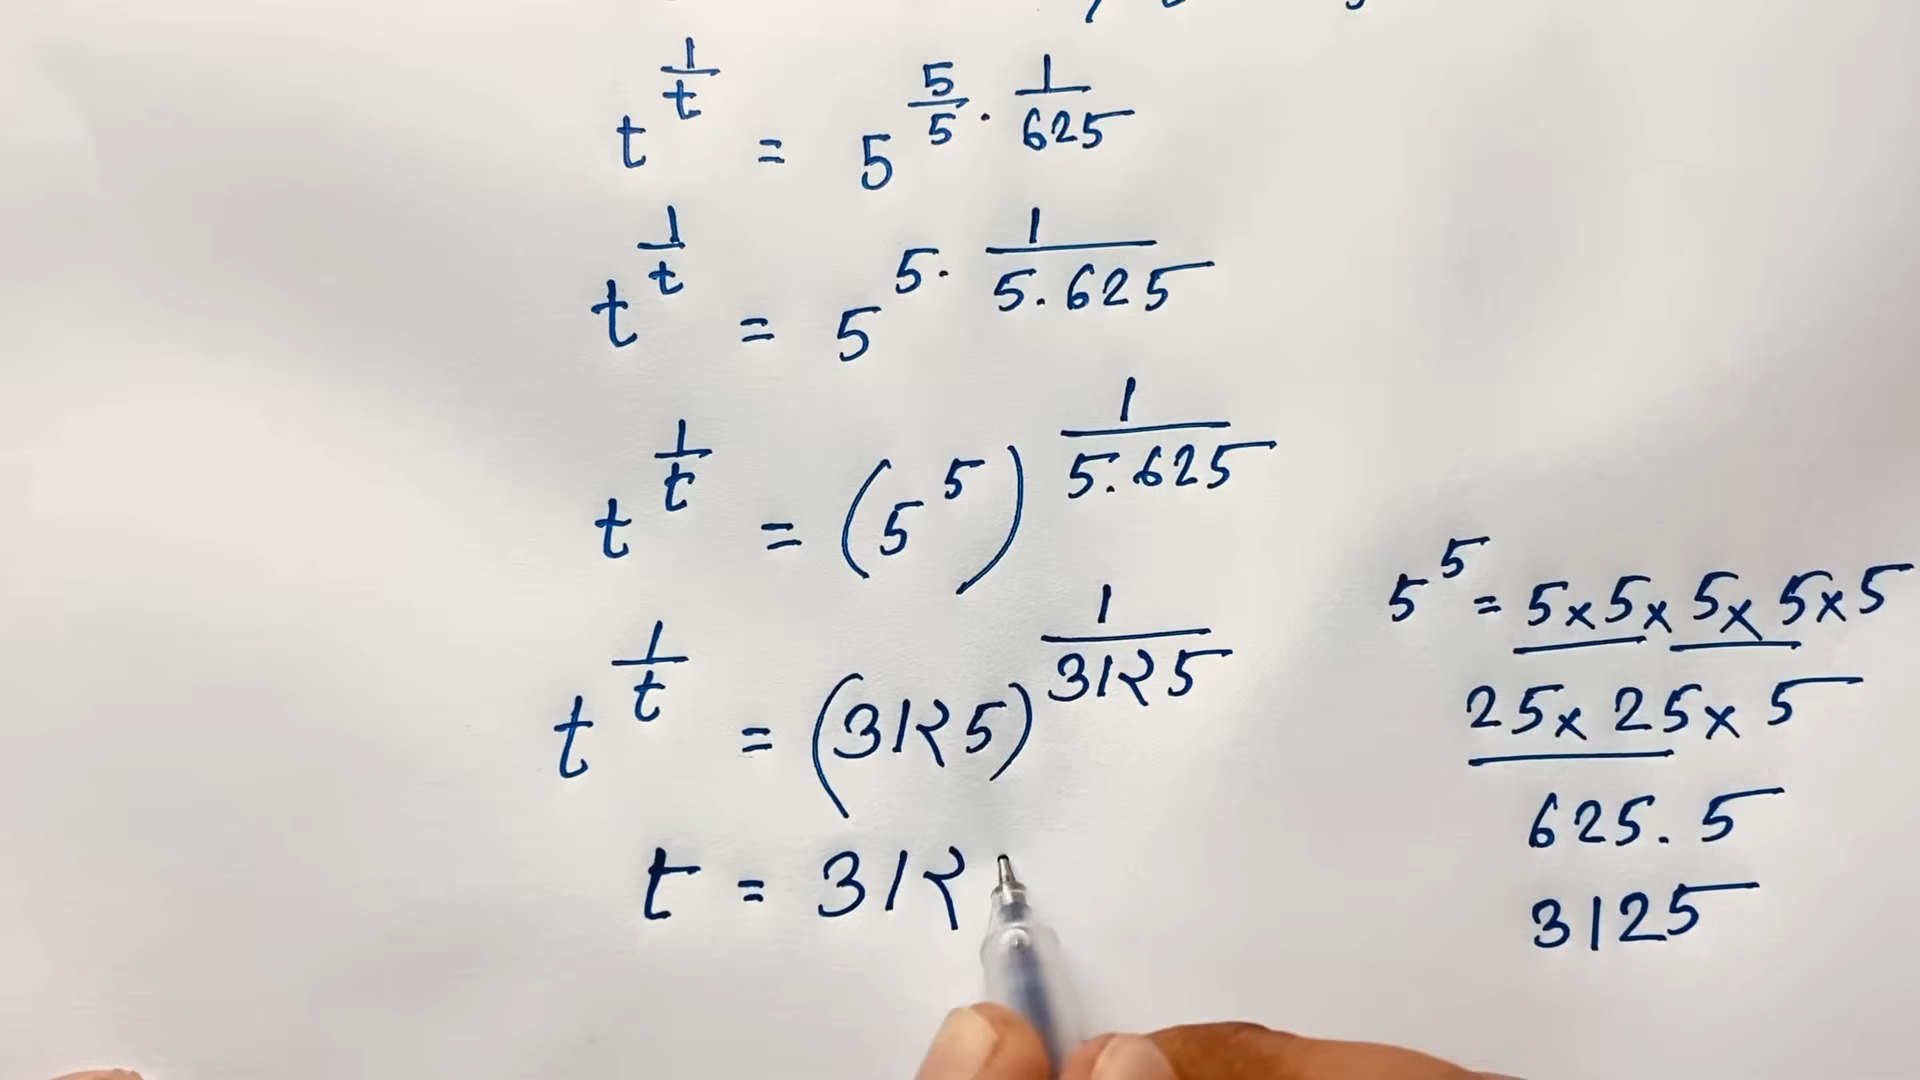 t^(1/t) = 5^(5/5 · 1/625)
t^(1/t) = 5^(5 · 1/(5.625))
t^(1/t) = (5^5)^(1/(5.625))
t^(1/t) = (3125)^(1/3125)
t = 312
5^5 = 5×5×5×5×5
25×25×5
625.5
3125